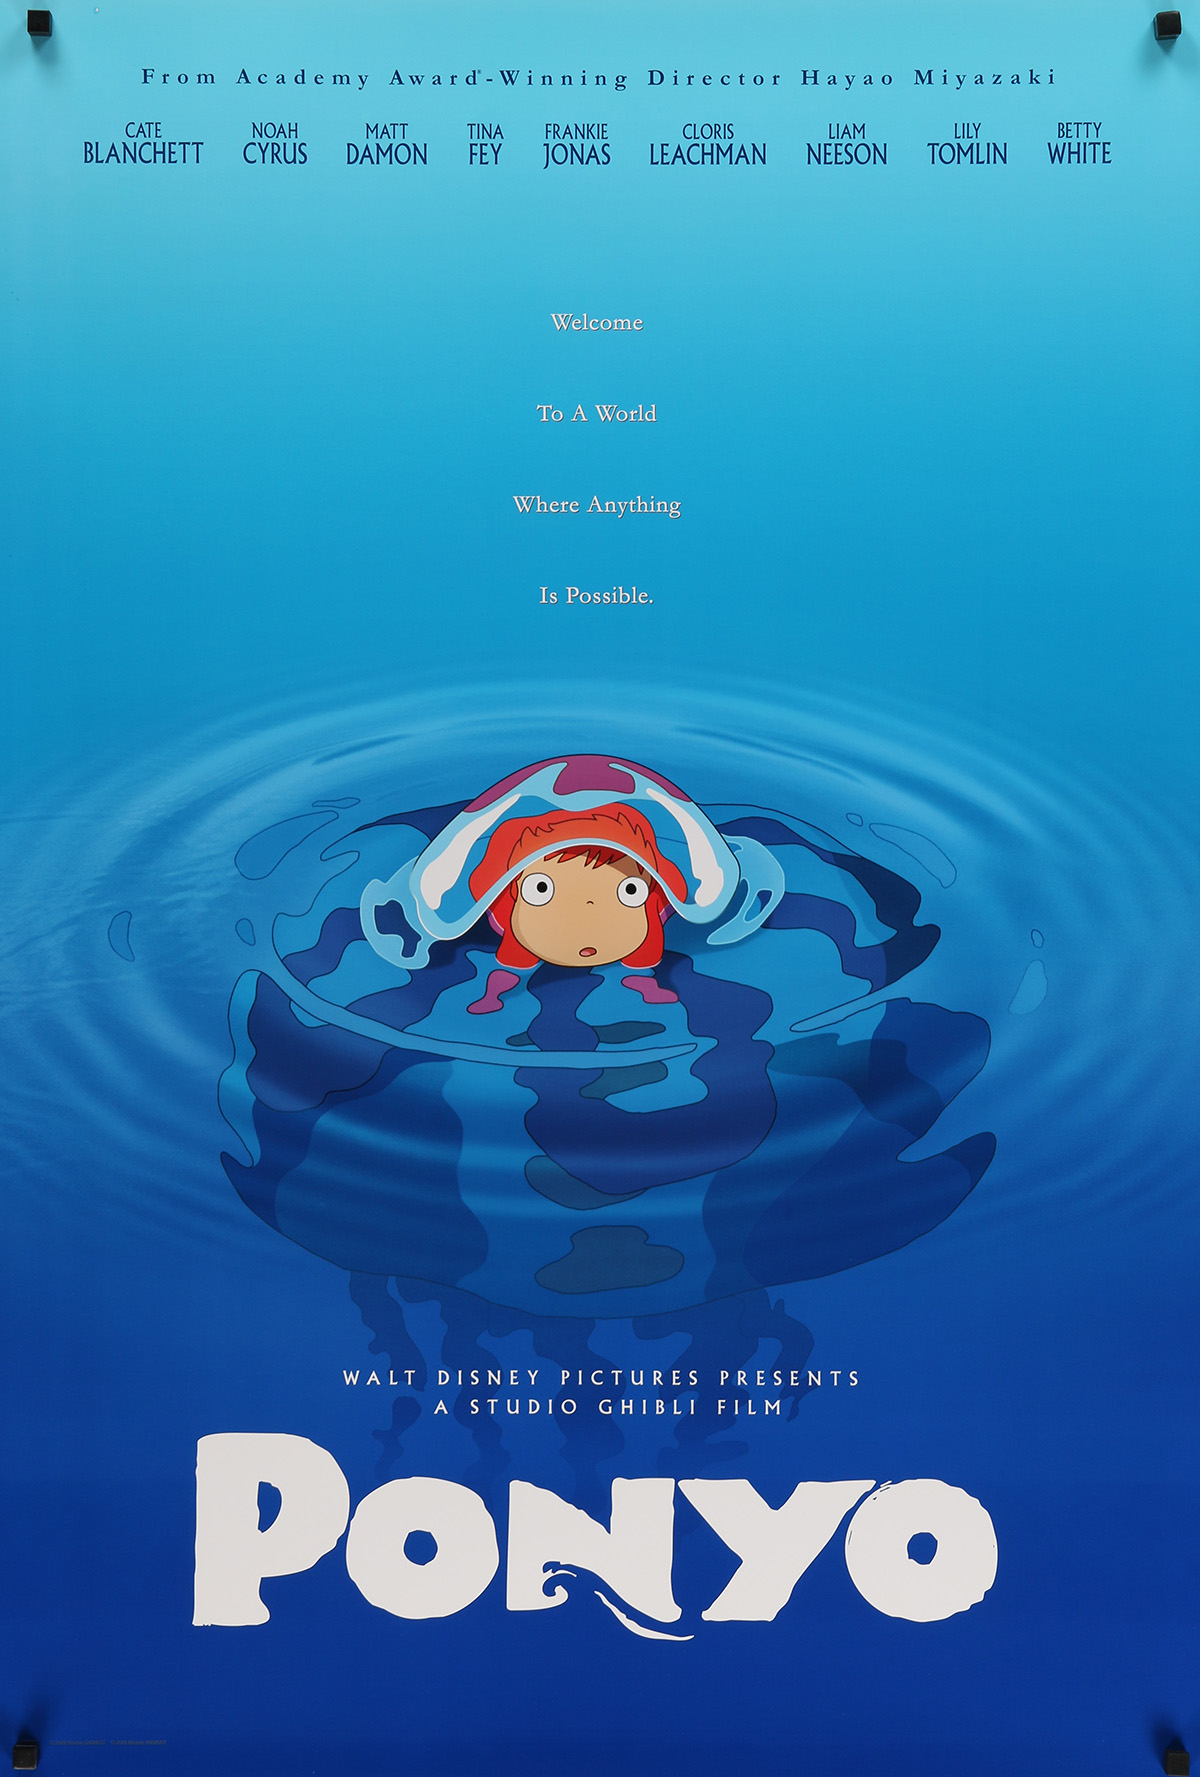 From Academy Award®-Winning Director Hayao Miyazaki
CATE BLANCHETT NOAH CYRUS MATT DAMON TINA FEY FRANKIE JONAS CLORIS LEACHMAN LIAM NEESON LILY TOMLIN BETTY WHITE
Welcome
To A World
Where Anything
Is Possible.
WALT DISNEY PICTURES PRESENTS
A STUDIO GHIBLI FILM
PONYO